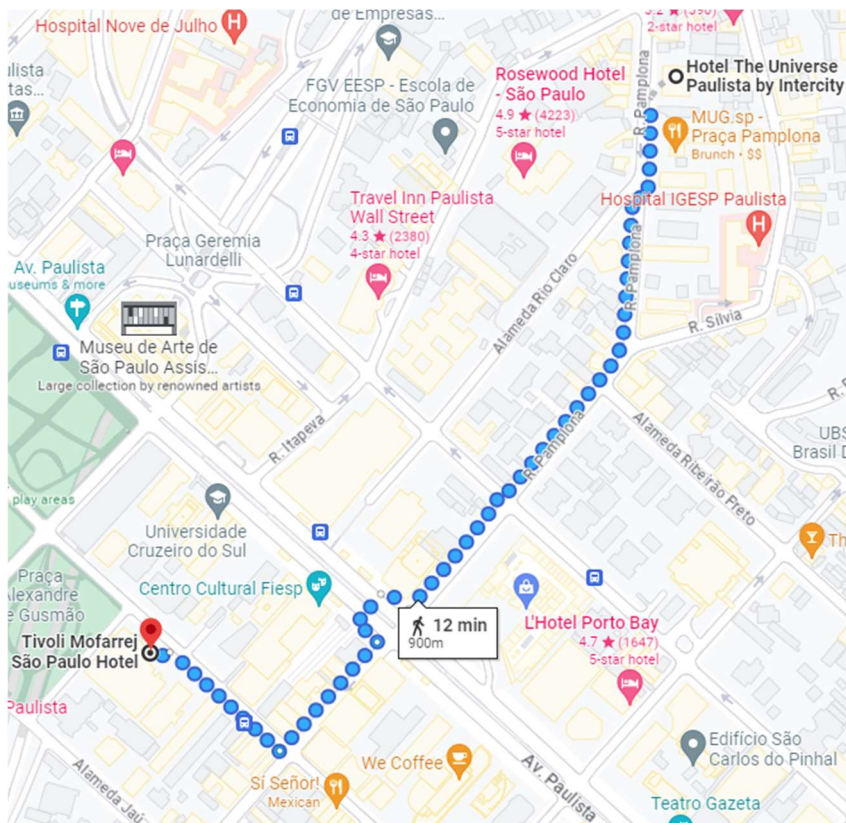 Hospital Nove de Julho
de Empresas...
3.2 ★ (590)
2-star hotel
Hotel The Universe
Paulista by Intercity
FGV EESP - Escola de
Economia de São Paulo
Rosewood Hotel
- São Paulo
4.9 ★ (4223)
5-star hotel
R. Pamplona
MUG.sp -
Praça Pamplona
Brunch · $$
ulista
tas...
Travel Inn Paulista
Wall Street
4.3 ★ (2380)
4-star hotel
Hospital IGESP Paulista
Praça Geremia
Lunardelli
R. Pamplona
Alameda Rio Claro
Av. Paulista
useums & more
R. Sílvia
Museu de Arte de
São Paulo Assis...
Large collection by renowned artists
R. Itapeva
R. Pamplona
Alameda Ribeirão Preto
UBS
Brasil D
play areas
Universidade
Cruzeiro do Sul
Th
Praça
Alexandre
e Gusmão
Centro Cultural Fiesp
12 min
900m
L'Hotel Porto Bay
4.7 ★ (1647)
5-star hotel
Tivoli Mofarrej
São Paulo Hotel
Paulista
Alameda Jaú
Sí Señor!
Mexican
We Coffee
Av. Paulista
Edifício São
Carlos do Pinhal
Teatro Gazeta